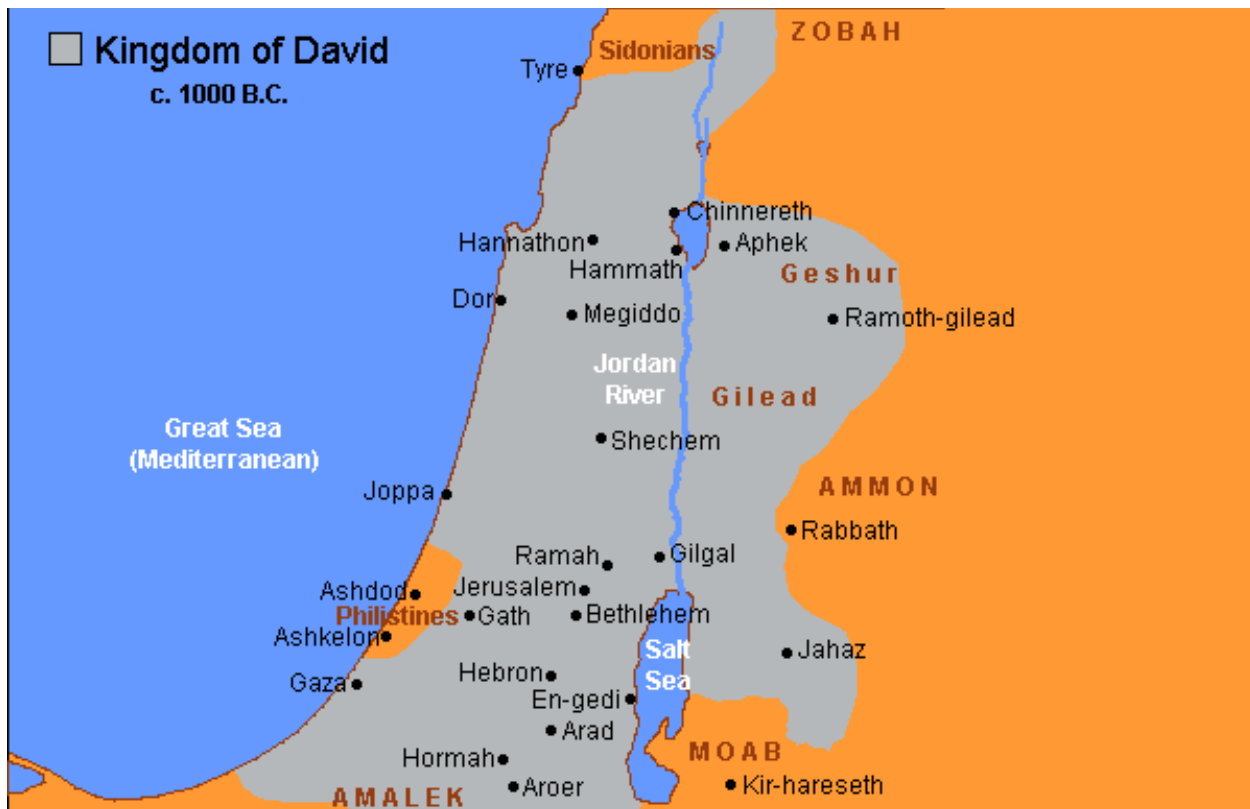 ZOBAH
Kingdom of David
Sidonians
Tyre
c. 1000 B.C.
Chinnereth
Hannathon
Aphek
Hammath
Geshur
Dor
Megiddo
Ramoth-gilead
Jordan
River
Gilead
Great Sea
(Mediterranean)
Shechem
Joppa
AMMON
Rabbath
Ramah
Gilgal
Ashdod
Jerusalem
Philistines
Gath
Bethlehem
Ashkelon
Salt
Sea
Jahaz
Hebron
Gaza
En-gedi
Arad
MOAB
Hormah
Kir-hareseth
Aroer
AMALEK